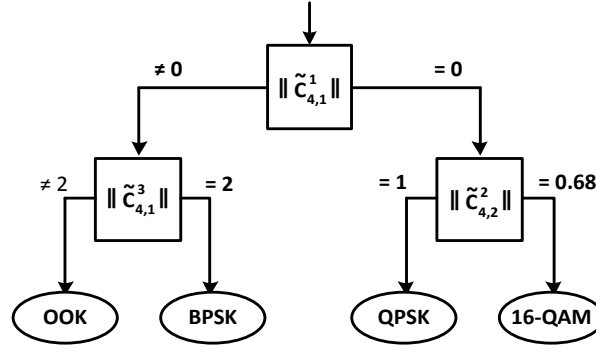 ≠ 0
‖ C̃¹₄,₁ ‖
= 0
≠ 2
‖ C̃³₄,₁ ‖
= 2
= 1
‖ C̃²₄,₂ ‖
= 0.68
OOK
BPSK
QPSK
16-QAM